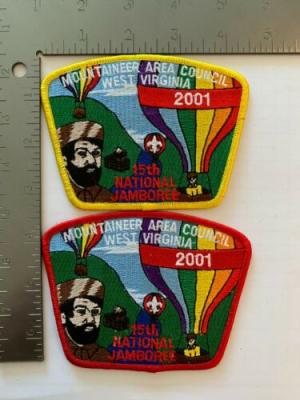 MOUNTAINEER AREA COUNCIL
WEST VIRGINIA
2001
15th
NATIONAL
JAMBOREE
MOUNTAINEER AREA COUNCIL
WEST VIRGINIA
2001
15th
NATIONAL
JAMBOREE